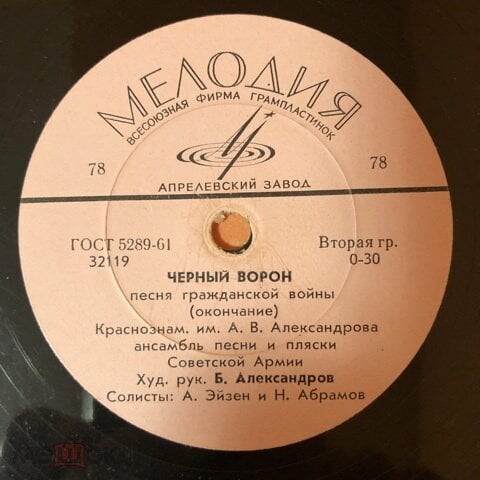 МЕЛОДИЯ
ВСЕСОЮЗНАЯ ФИРМА ГРАМПЛАСТИНОК
78 78
АПРЕЛЕВСКИЙ ЗАВОД
ГОСТ 5289-61 Вторая гр.
32119 0-30
ЧЕРНЫЙ ВОРОН
песня гражданской войны
(окончание)
Краснознам. им. А. В. Александрова
ансамбль песни и пляски
Советской Армии
Худ. рук. Б. Александров
Солисты: А. Эйзен и Н. Абрамов